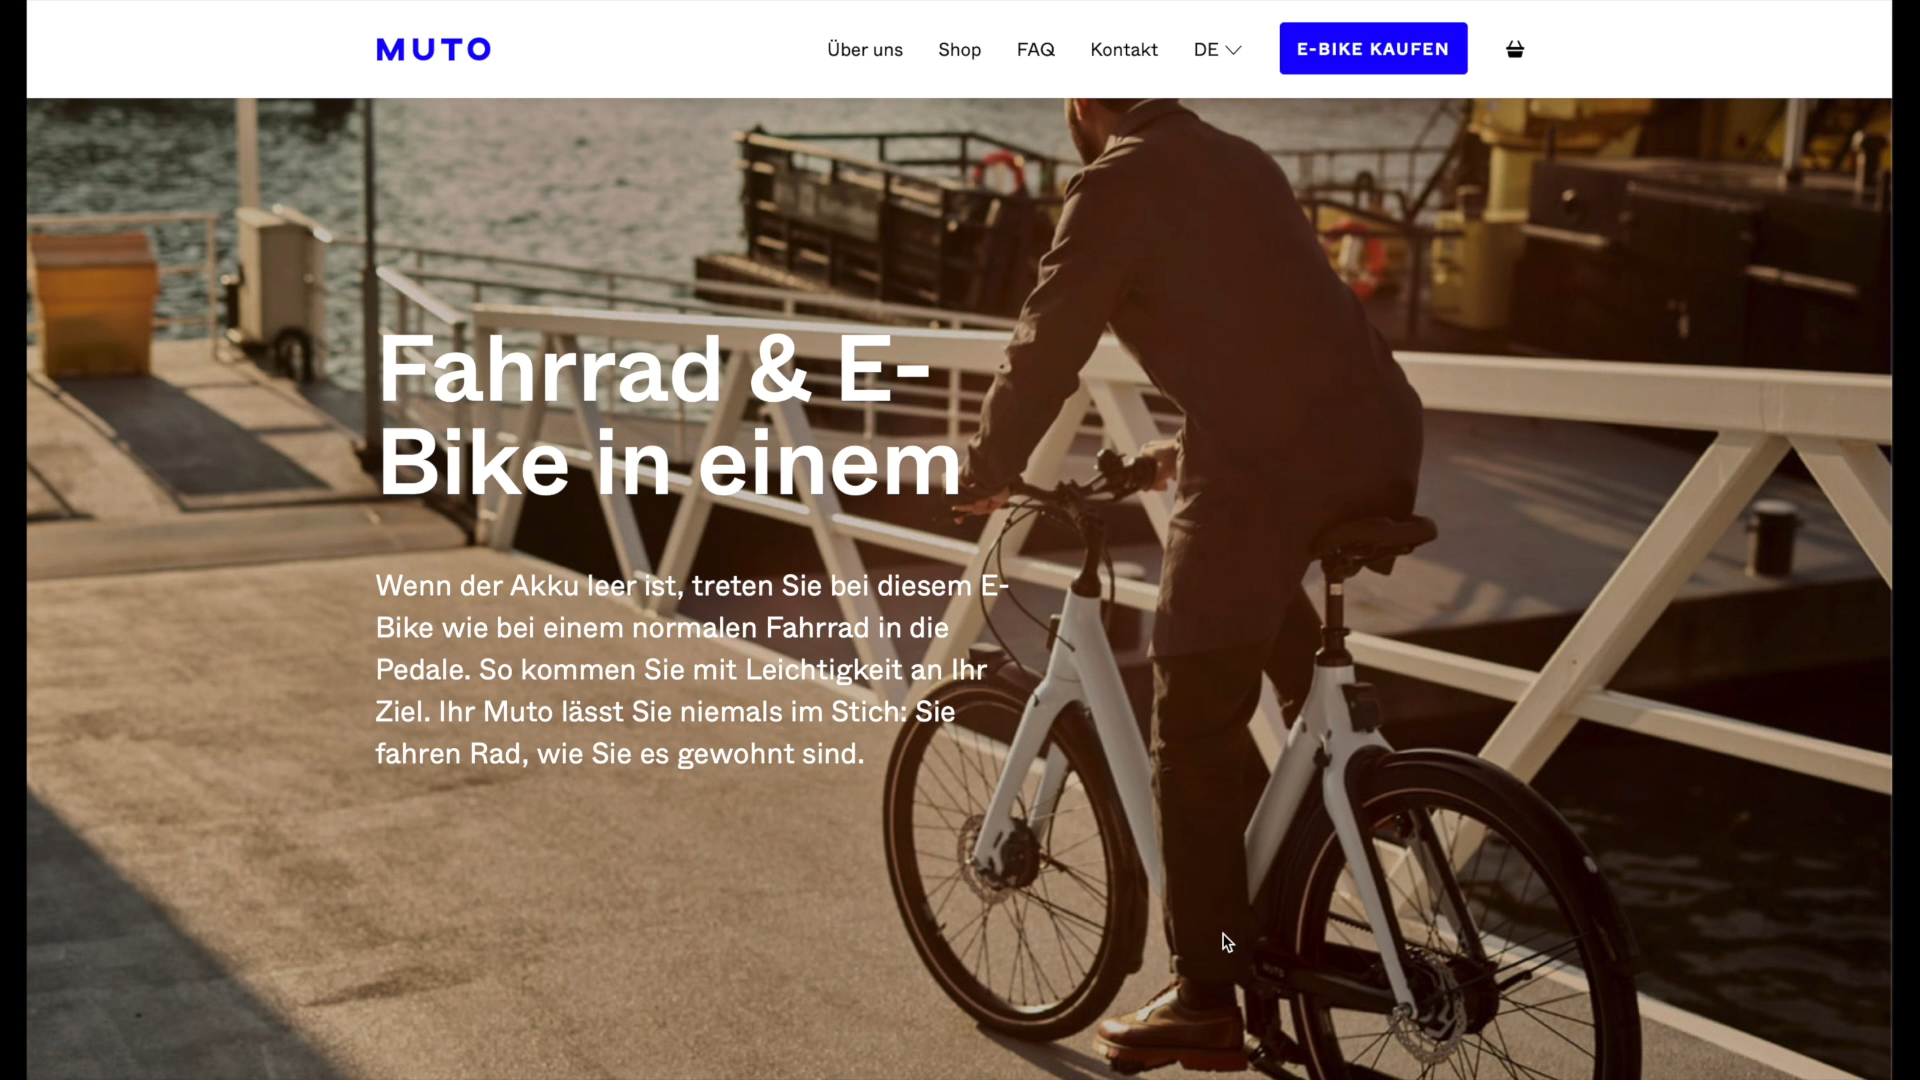 MUTO
Über uns
Shop
FAQ
Kontakt
DE
E-BIKE KAUFEN
Fahrrad & E-
Bike in einem
Wenn der Akku leer ist, treten Sie bei diesem E-
Bike wie bei einem normalen Fahrrad in die
Pedale. So kommen Sie mit Leichtigkeit an Ihr
Ziel. Ihr Muto lässt Sie niemals im Stich: Sie
fahren Rad, wie Sie es gewohnt sind.
MUTO